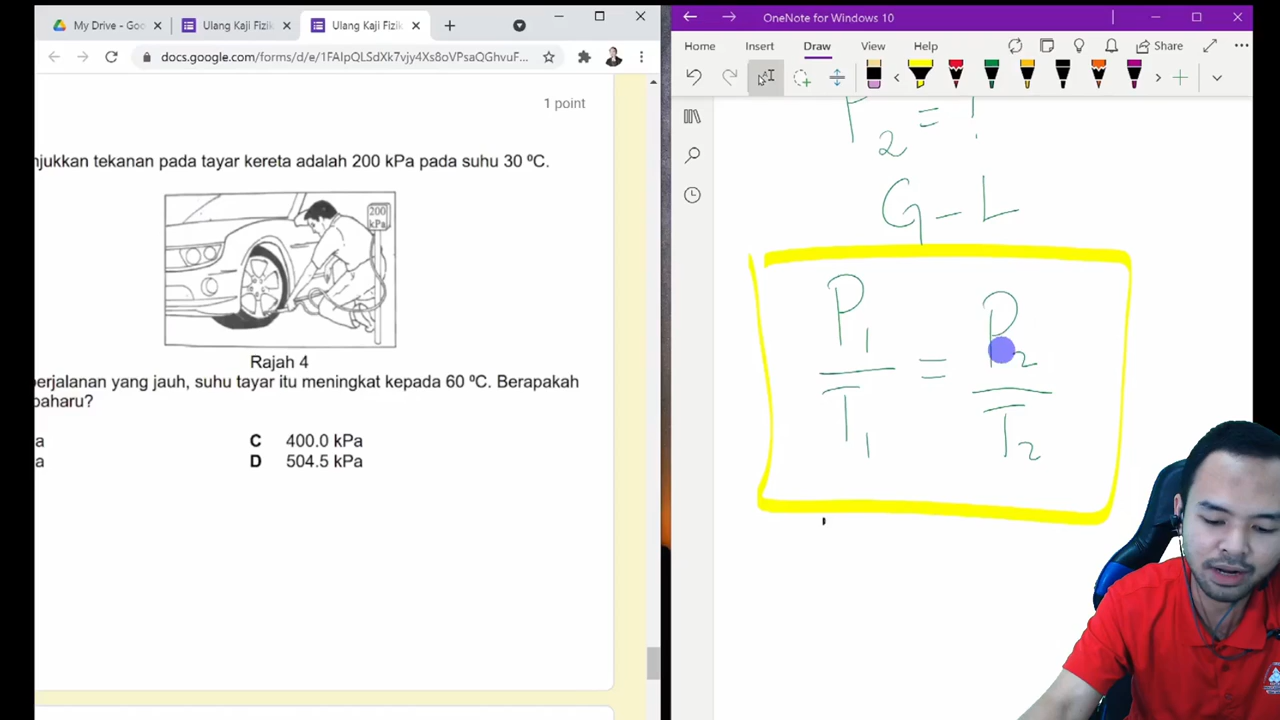 My Drive - Goo
Ulang Kaji Fizik
Ulang Kaji Fizik
docs.google.com/forms/d/e/1FAIpQLSdXk7vjy4Xs8oVPsaQGhvuF...
1 point
njukkan tekanan pada tayar kereta adalah 200 kPa pada suhu 30 ºC.
200
kPa
Rajah 4
perjalanan yang jauh, suhu tayar itu meningkat kepada 60 ºC. Berapakah
baharu?
a C 400.0 kPa
a D 504.5 kPa
OneNote for Windows 10
Home Insert Draw View Help Share
P2 = ?
G - L
P1 = P2
T1 T2